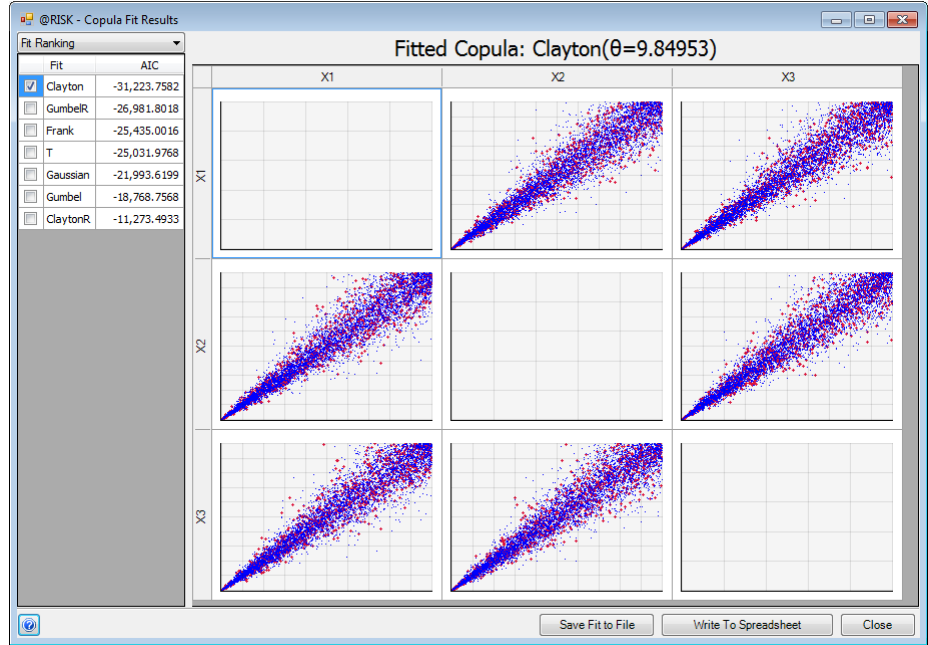 @RISK - Copula Fit Results
Fit Ranking
Fitted Copula: Clayton(θ=9.84953)
Fit AIC
Clayton -31,223.7582
GumbelR -26,981.8018
Frank -25,435.0016
T -25,031.9768
Gaussian -21,993.6199
Gumbel -18,768.7568
ClaytonR -11,273.4933
X1 X2 X3
X1
X2
X3
Save Fit to File Write To Spreadsheet Close